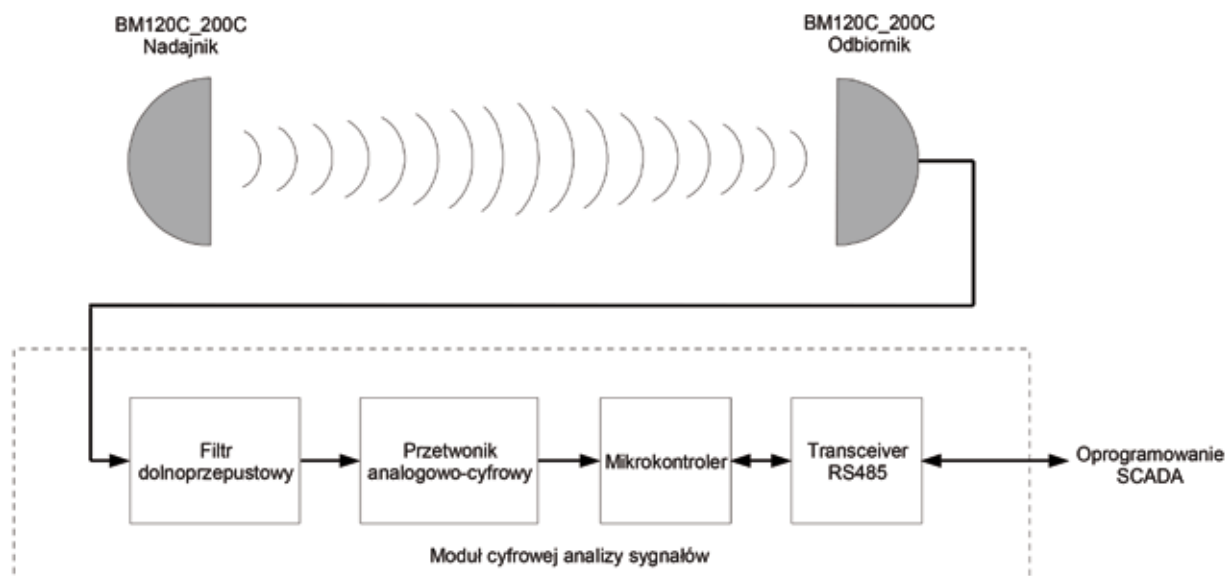 BM120C_200C
Nadajnik
BM120C_200C
Odbiornik
Filtr
dolnoprzepustowy
Przetwonik
analogowo-cyfrowy
Mikrokontroler
Transceiver
RS485
Oprogramowanie
SCADA
Moduł cyfrowej analizy sygnałów